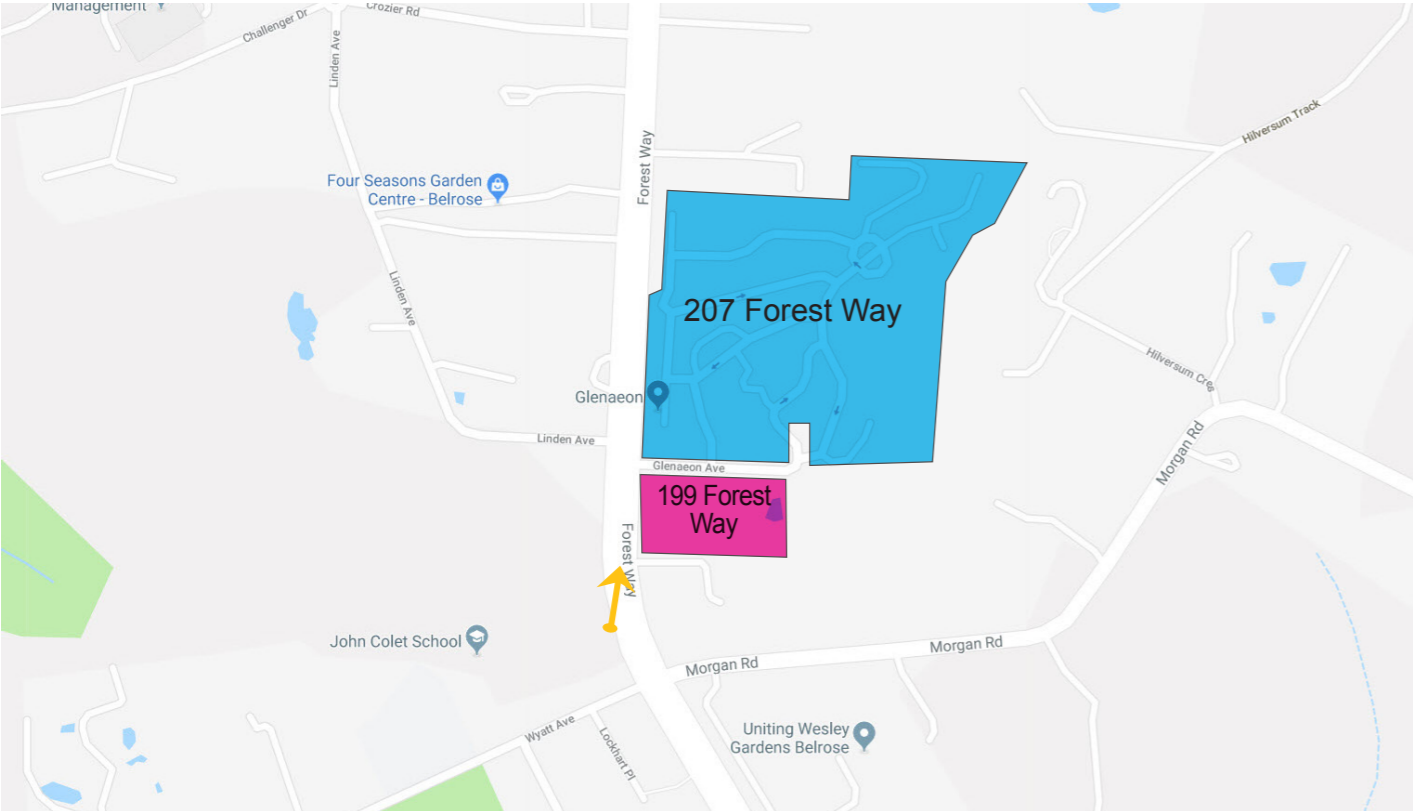 Management
Crozier Rd
Challenger Dr
Linden Ave
Forest Way
Hilversum Track
Four Seasons Garden
Centre - Belrose
Linden Ave
207 Forest Way
Hilversum Cres
Glenaeon
Linden Ave
Glenaeon Ave
Morgan Rd
199 Forest
Way
Forest Way
John Colet School
Morgan Rd
Morgan Rd
Wyatt Ave
Lockhart Pl
Uniting Wesley
Gardens Belrose